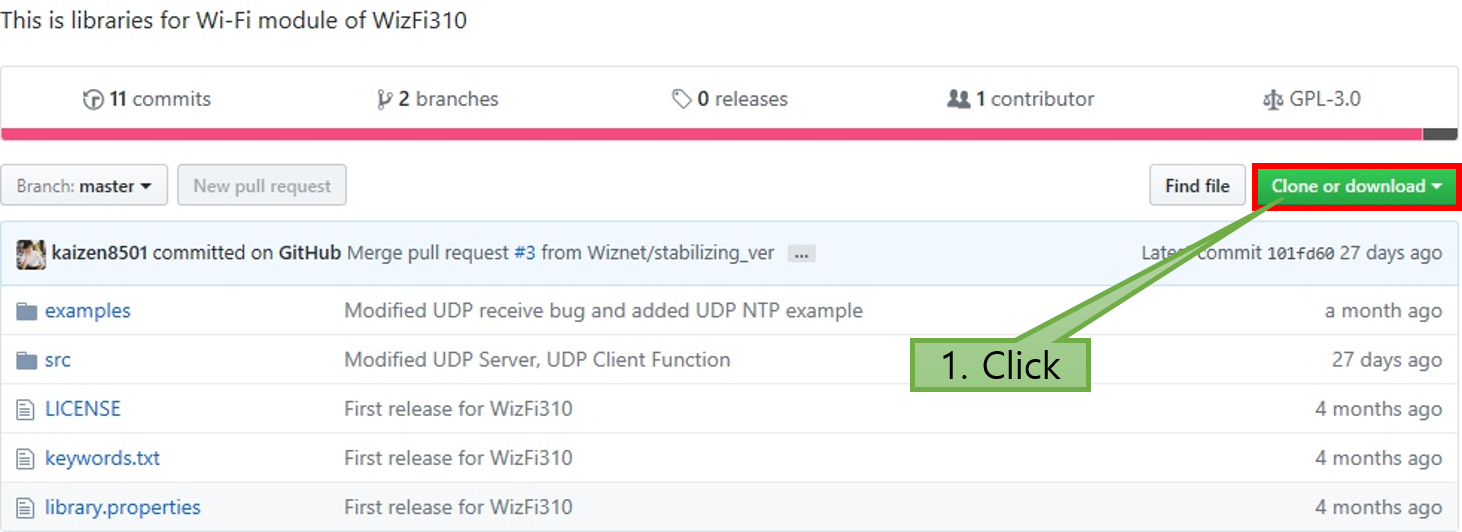 This is libraries for Wi-Fi module of WizFi310
11 commits 2 branches 0 releases 1 contributor GPL-3.0
Branch: master New pull request Find file Clone or download
kaizen8501 committed on GitHub Merge pull request #3 from Wiznet/stabilizing_ver ... Latest commit 101fd60 27 days ago
examples Modified UDP receive bug and added UDP NTP example a month ago
src Modified UDP Server, UDP Client Function 27 days ago
1. Click
LICENSE First release for WizFi310 4 months ago
keywords.txt First release for WizFi310 4 months ago
library.properties First release for WizFi310 4 months ago